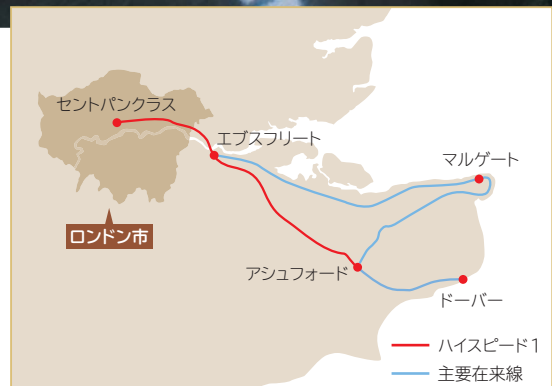 セントパンクラス
エブスフリート
マルゲート
ロンドン市
アシュフォード
ドーバー
ハイスピード1
主要在来線